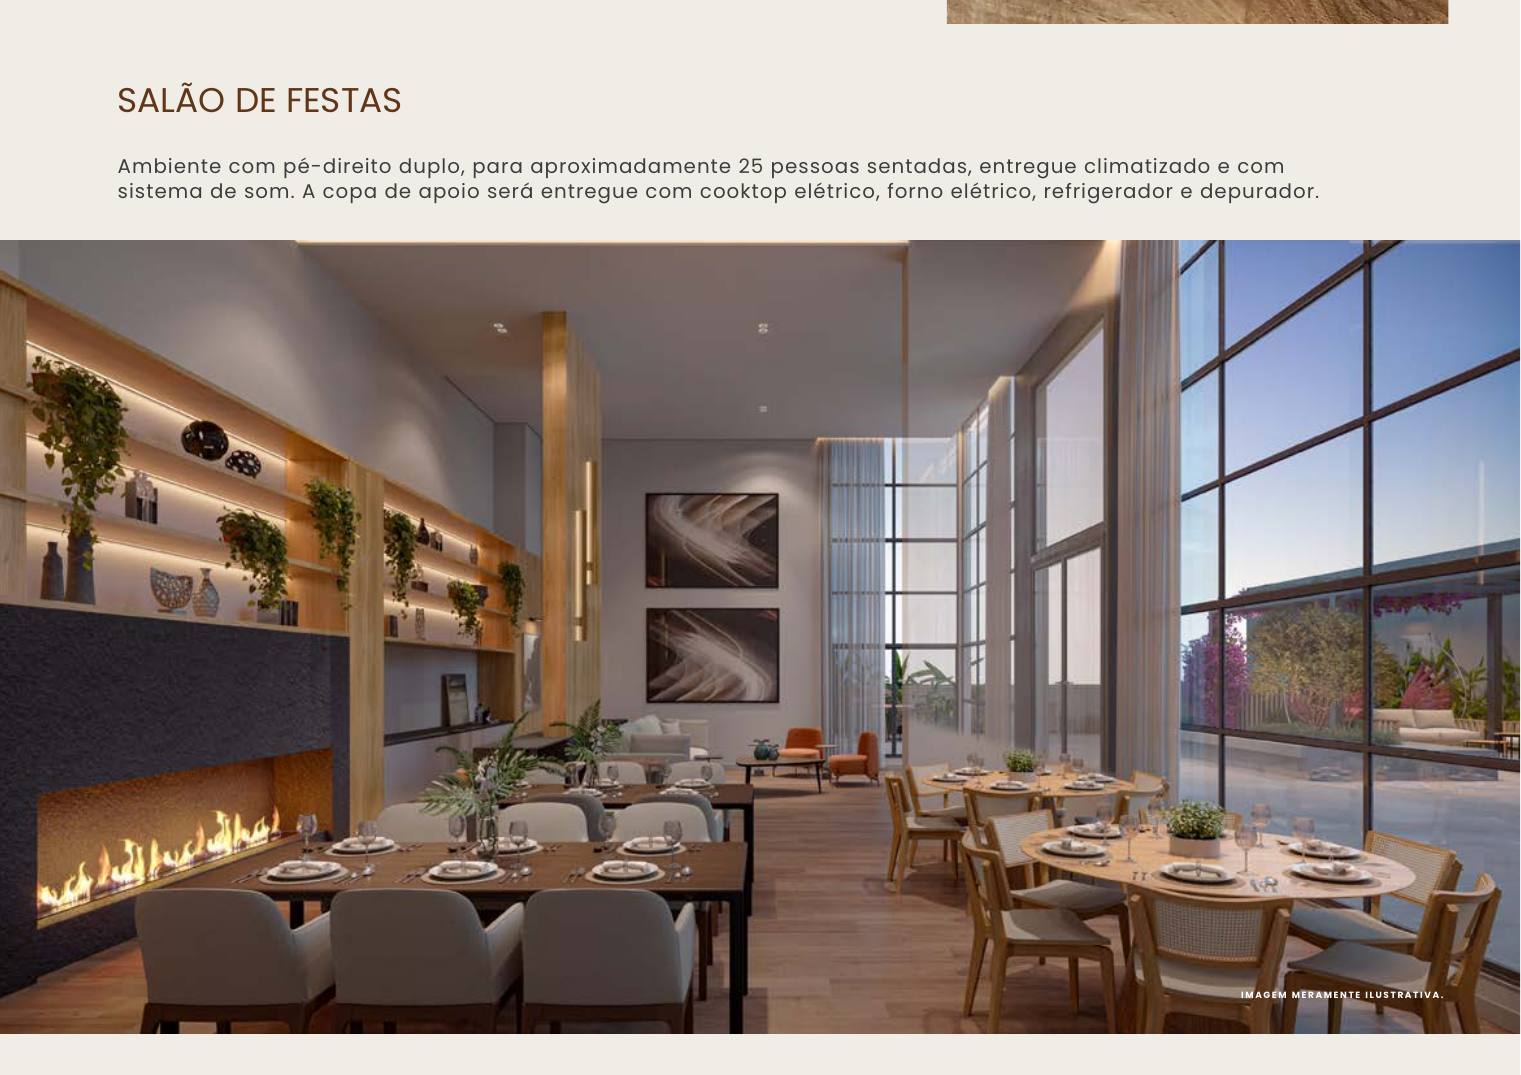 SALÃO DE FESTAS
Ambiente com pé-direito duplo, para aproximadamente 25 pessoas sentadas, entregue climatizado e com
sistema de som. A copa de apoio será entregue com cooktop elétrico, forno elétrico, refrigerador e depurador.
IMAGEM MERAMENTE ILUSTRATIVA.